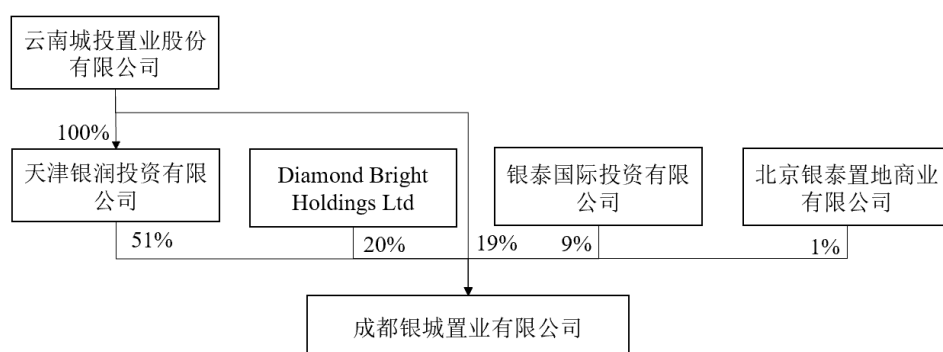 云南城投置业股份
有限公司
100%
天津银润投资有限
公司
Diamond Bright
Holdings Ltd
银泰国际投资有限
公司
北京银泰置地商业
有限公司
51%
20%
19%
9%
1%
成都银城置业有限公司